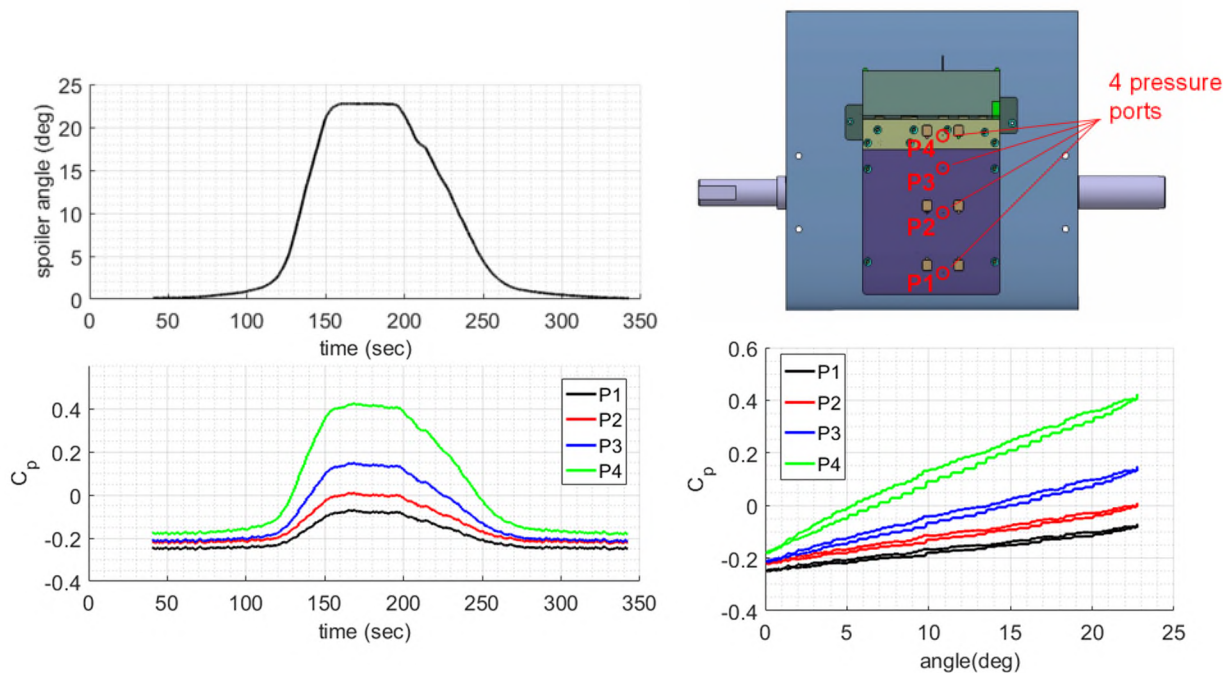 25
20
15
10
5
0
spoiler angle (deg)
0 50 100 150 200 250 300 350
time (sec)
4 pressure
ports
P4
P3
P2
P1
0.4
0.2
0
-0.2
-0.4
Cp
P1
P2
P3
P4
0 50 100 150 200 250 300 350
time (sec)
0.6
0.4
0.2
0
-0.2
-0.4
Cp
P1
P2
P3
P4
0 5 10 15 20 25
angle(deg)